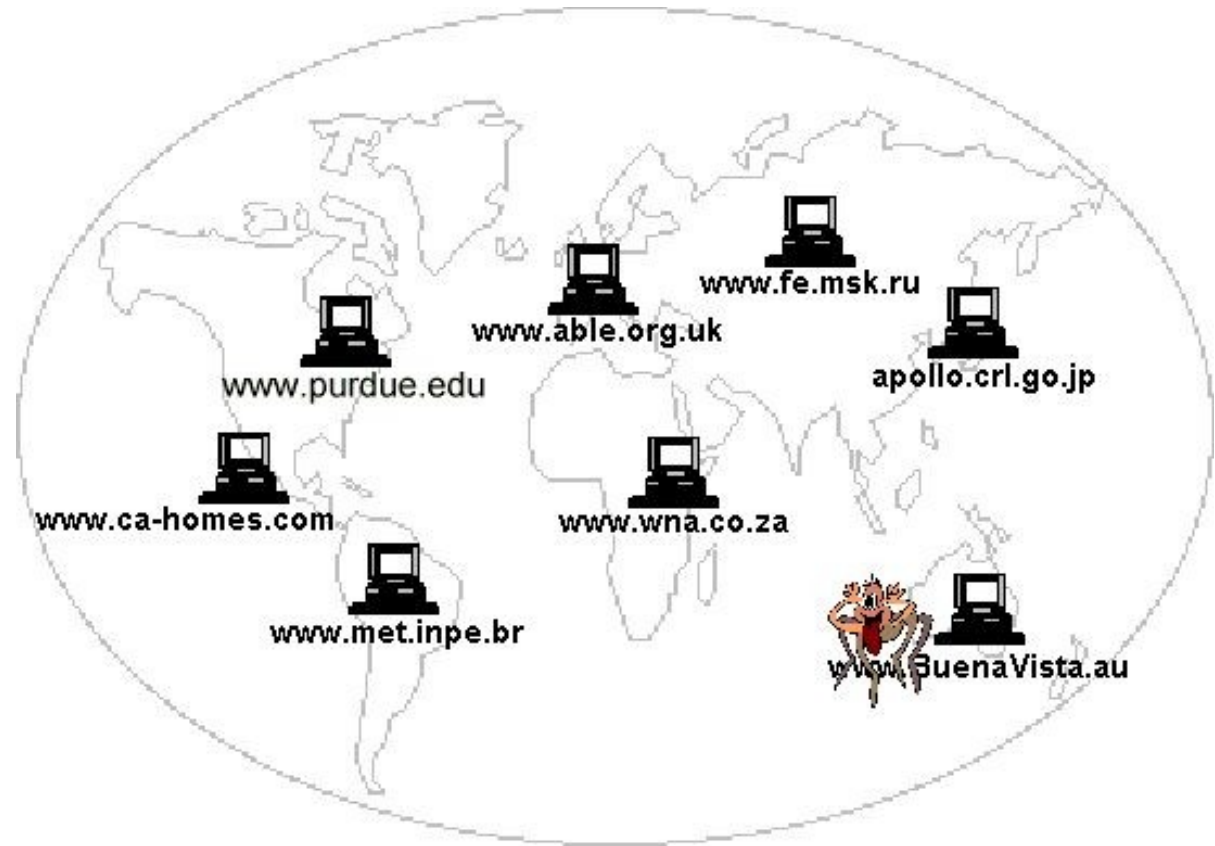 www.fe.msk.ru
www.able.org.uk
apollo.crl.go.jp
www.purdue.edu
www.ca-homes.com
www.wna.co.za
www.met.inpe.br
www.BuenaVista.au